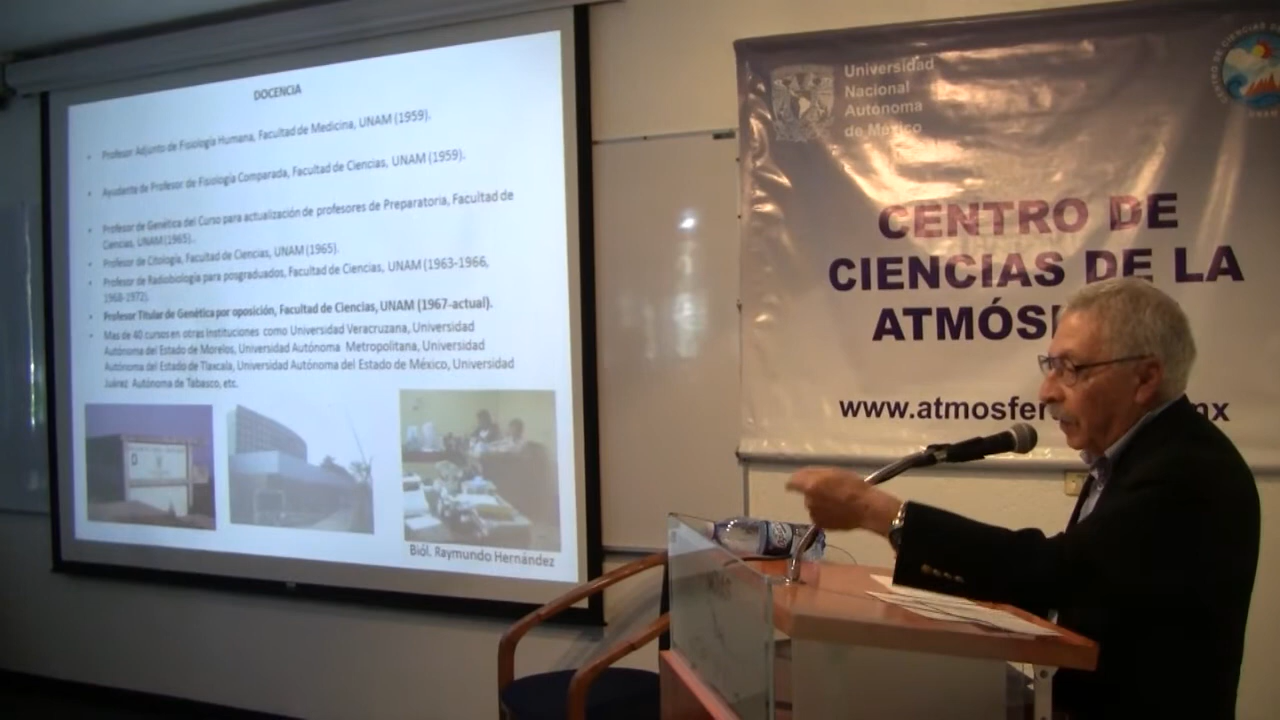 DOCENCIA
Profesor Adjunto de Fisiología Humana, Facultad de Medicina, UNAM (1959).
Ayudante de Profesor de Fisiología Comparada, Facultad de Ciencias, UNAM (1959).
Profesor de Genética del Curso para actualización de profesores de Preparatoria, Facultad de
Ciencias, UNAM (1965)..
Profesor de Citología, Facultad de Ciencias, UNAM (1965).
Profesor de Radiobiología para posgraduados, Facultad de Ciencias, UNAM (1963-1966,
1968-1972).
Profesor Titular de Genética por oposición, Facultad de Ciencias, UNAM (1967-actual).
Mas de 40 cursos en otras Instituciones como Universidad Veracruzana, Universidad
Autónoma del Estado de Morelos, Universidad Autónoma Metropolitana, Universidad
Autónoma del Estado de Tlaxcala, Universidad Autónoma del Estado de México, Universidad
Juárez Autónoma de Tabasco, etc.
Biól. Raymundo Hernández
Universidad
Nacional
Autónoma
de México
CENTRO DE
CIENCIAS DE LA
ATMÓS
www.atmosfer
nx